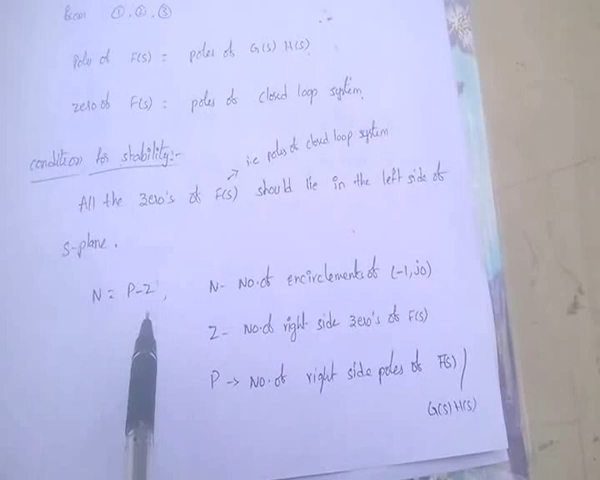 From ①, ②, ③
Poles of F(s) = poles of G(s) H(s)
zero of F(s) = poles of closed loop system
condition for stability:-
i.e poles of closed loop system
All the zero's of F(s) should lie in the left side of
S-plane.
N = P-Z, N- No. of encirclements of (-1, j0)
Z - No. of right side zero's of F(s)
P → No. of right side poles of F(s) /
G(s) H(s)